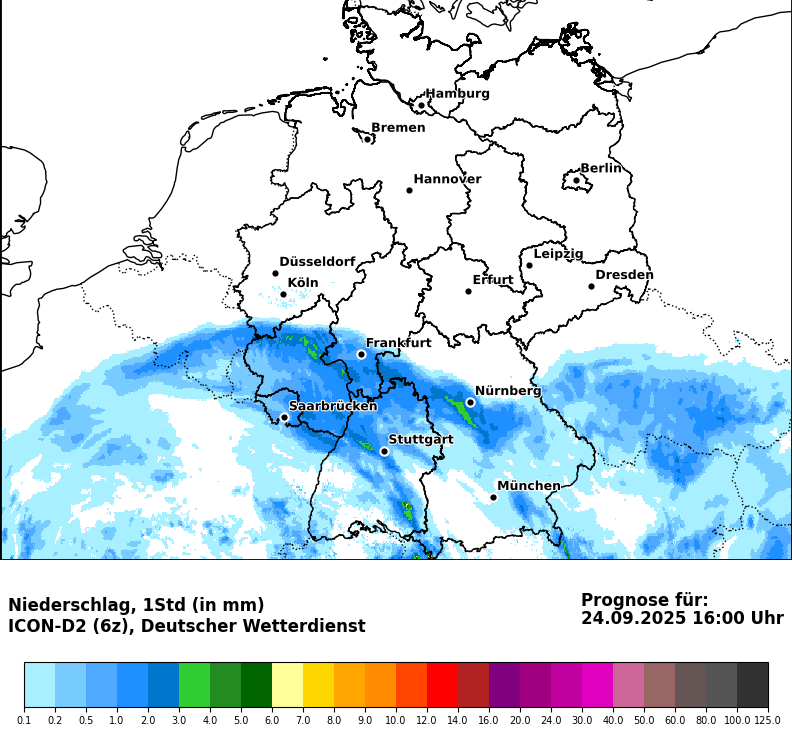 Hamburg
Bremen
Berlin
Hannover
Leipzig
Düsseldorf
Dresden
Erfurt
Köln
Frankfurt
Nürnberg
Saarbrücken
Stuttgart
München
Niederschlag, 1Std (in mm)
ICON-D2 (6z), Deutscher Wetterdienst
Prognose für:
24.09.2025 16:00 Uhr
0.1 0.2 0.5 1.0 2.0 3.0 4.0 5.0 6.0 7.0 8.0 9.0 10.0 12.0 14.0 16.0 20.0 24.0 30.0 40.0 50.0 60.0 80.0 100.0 125.0